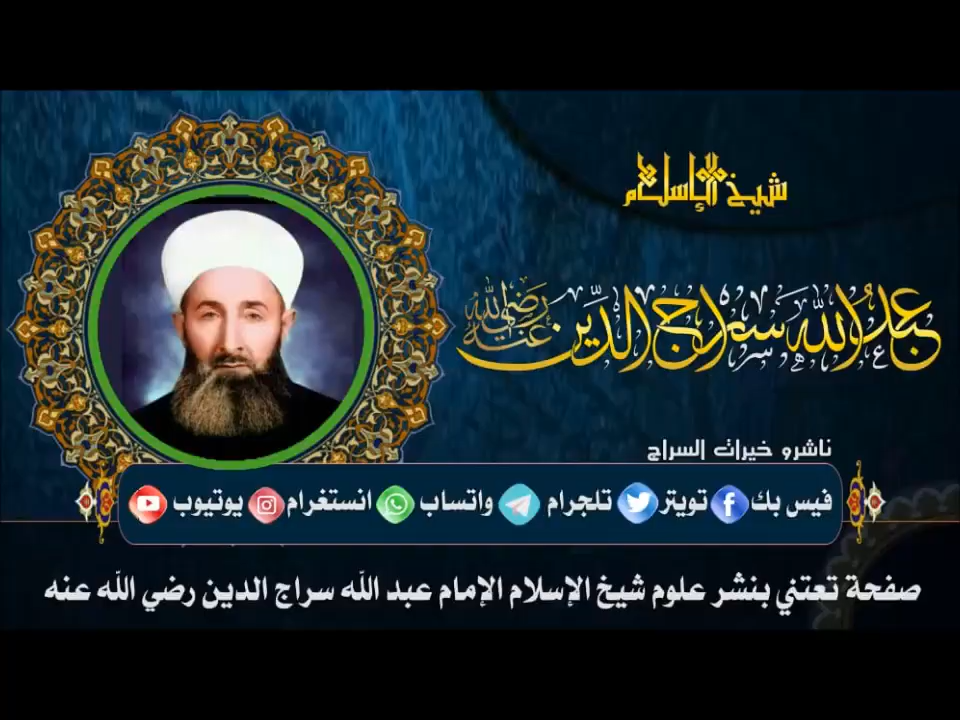 شيخ الإسلام
عبد الله سراج الدين رضي الله عنه
ناشرو خيرات السراج
فيس بك تويتر تلجرام واتساب انستغرام يوتيوب
صفحة تعتني بنشر علوم شيخ الإسلام الإمام عبد الله سراج الدين رضي الله عنه